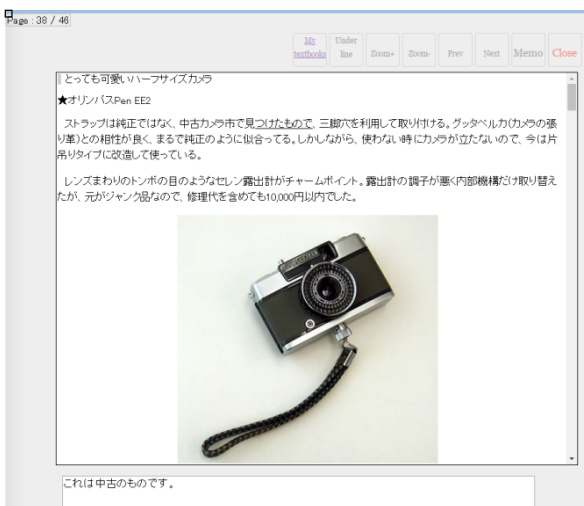 Page : 38 / 46
My textbooks
Under line
Zoom+
Zoom-
Prev
Next
Memo
Close
とっても可愛いハーフサイズカメラ
★オリンパスPen EE2
ストラップは純正ではなく、中古カメラ市で見つけたもので、三脚穴を利用して取り付ける。グッタペルカ(カメラの張
り革)との相性が良く、まるで純正のように似合ってる。しかしながら、使わない時にカメラが立たないので、今は片
吊りタイプに改造して使っている。
レンズまわりのトンボの目のようなセレン露出計がチャームポイント。露出計の調子が悪く内部機構だけ取り替え
たが、元がジャンク品なので、修理代を含めても10,000円以内でした。
これは中古のものです。